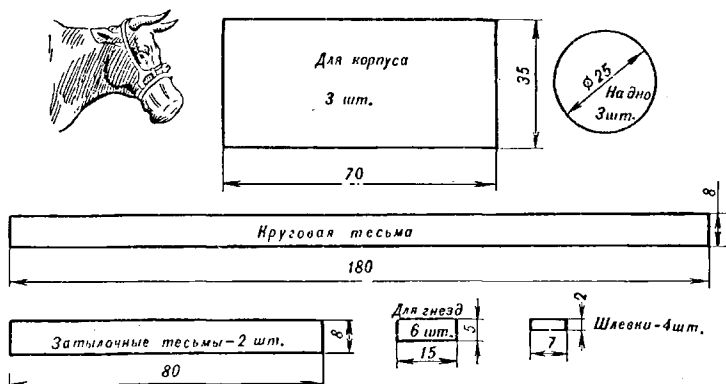 Для корпуса
3 шт.
35
70
Ø 25
На дно
3шт.
Круговая тесьма
8
180
Затылочные тесьмы-2 шт.
8
80
Для гнезд
6 шт.
5
15
2
7
Шлевки-4шт.